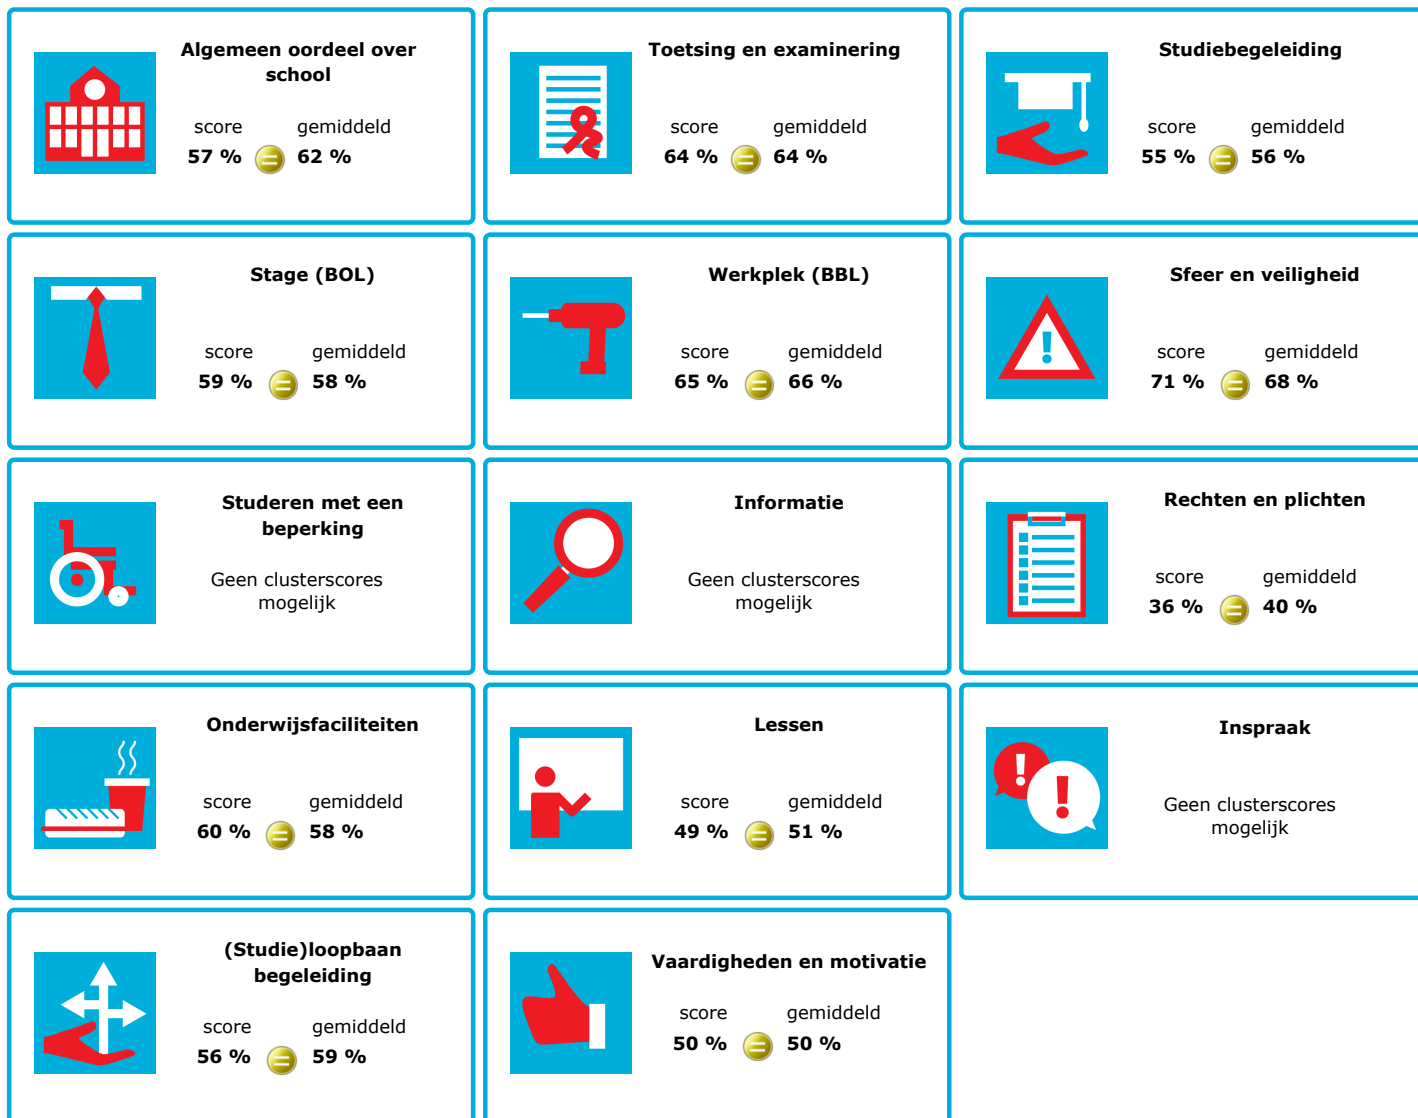 Algemeen oordeel over
school
score gemiddeld
57 % = 62 %
Toetsing en examinering
score gemiddeld
64 % = 64 %
Studiebegeleiding
score gemiddeld
55 % = 56 %
Stage (BOL)
score gemiddeld
59 % = 58 %
Werkplek (BBL)
score gemiddeld
65 % = 66 %
Sfeer en veiligheid
score gemiddeld
71 % = 68 %
Studeren met een
beperking
Geen clusterscores
mogelijk
Informatie
Geen clusterscores
mogelijk
Rechten en plichten
score gemiddeld
36 % = 40 %
Onderwijsfaciliteiten
score gemiddeld
60 % = 58 %
Lessen
score gemiddeld
49 % = 51 %
Inspraak
Geen clusterscores
mogelijk
(Studie)loopbaan
begeleiding
score gemiddeld
56 % = 59 %
Vaardigheden en motivatie
score gemiddeld
50 % = 50 %